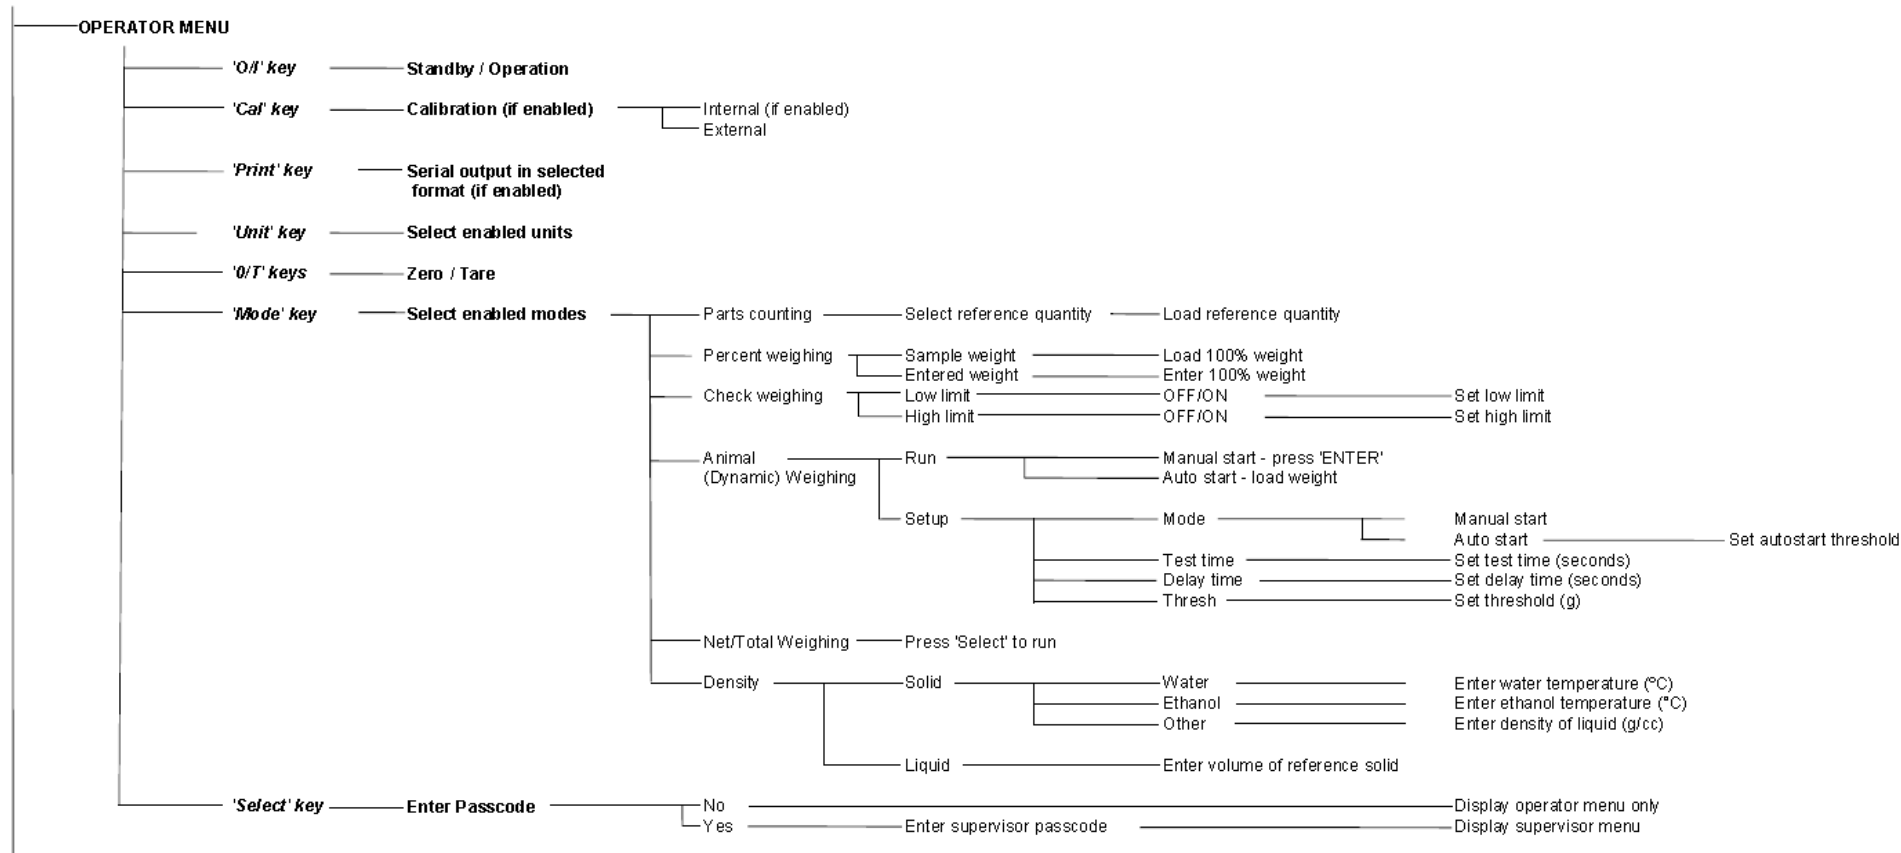 OPERATOR MENU
'O/I' key Standby / Operation
'Cal' key Calibration (if enabled) Internal (if enabled)
External
'Print' key Serial output in selected
format (if enabled)
'Unit' key Select enabled units
'0/T' keys Zero / Tare
'Mode' key Select enabled modes Parts counting Select reference quantity Load reference quantity
Percent weighing Sample weight Load 100% weight
Entered weight Enter 100% weight
Check weighing Low limit OFF/ON Set low limit
High limit OFF/ON Set high limit
Animal Run Manual start - press 'ENTER'
(Dynamic) Weighing Auto start - load weight
Setup Mode Manual start
Auto start Set autostart threshold
Test time Set test time (seconds)
Delay time Set delay time (seconds)
Thresh Set threshold (g)
Net/Total Weighing Press 'Select' to run
Density Solid Water Enter water temperature (ºC)
Ethanol Enter ethanol temperature (°C)
Other Enter density of liquid (g/cc)
Liquid Enter volume of reference solid
'Select' key Enter Passcode No Display operator menu only
Yes Enter supervisor passcode Display supervisor menu